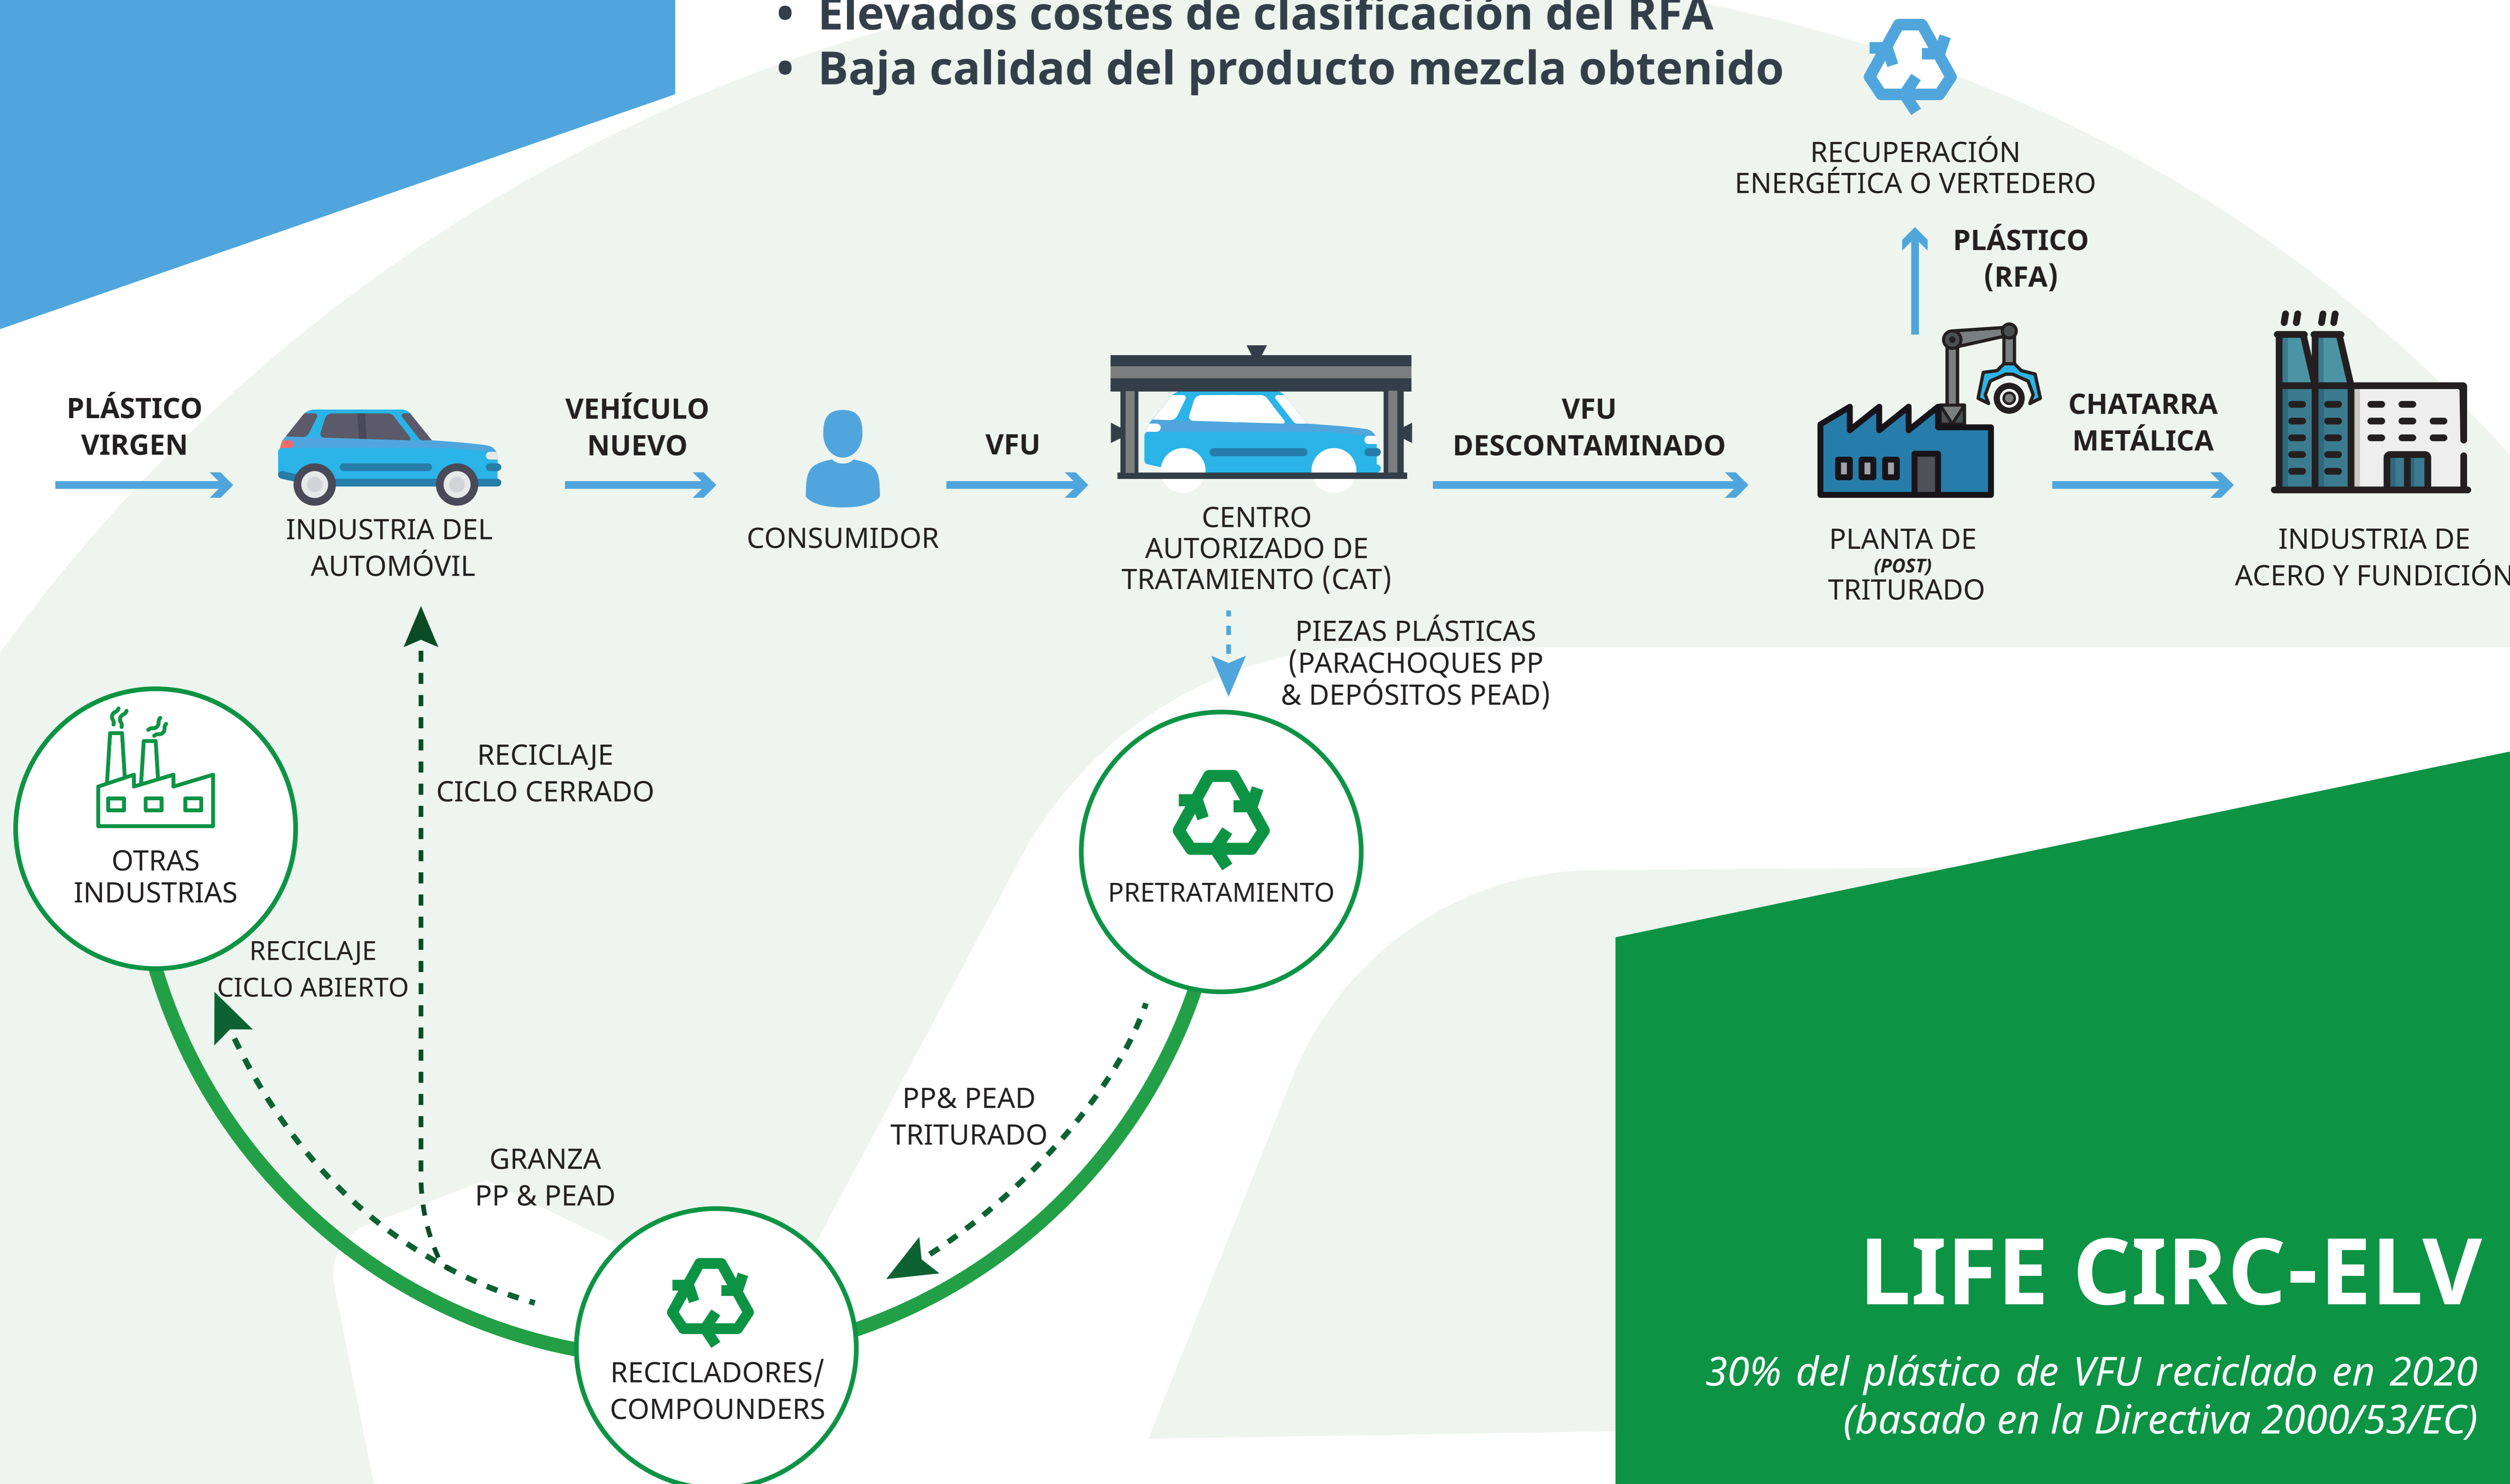 • Elevados costes de clasificación del RFA
• Baja calidad del producto mezcla obtenido
RECUPERACIÓN
ENERGÉTICA O VERTEDERO
PLÁSTICO
(RFA)
PLÁSTICO
VIRGEN
INDUSTRIA DEL
AUTOMÓVIL
VEHÍCULO
NUEVO
CONSUMIDOR
VFU
CENTRO
AUTORIZADO DE
TRATAMIENTO (CAT)
VFU
DESCONTAMINADO
PLANTA DE
(POST)
TRITURADO
CHATARRA
METÁLICA
INDUSTRIA DE
ACERO Y FUNDICIÓN
PIEZAS PLÁSTICAS
(PARACHOQUES PP
& DEPÓSITOS PEAD)
PRETRATAMIENTO
RECICLAJE
CICLO CERRADO
OTRAS
INDUSTRIAS
RECICLAJE
CICLO ABIERTO
PP& PEAD
TRITURADO
GRANZA
PP & PEAD
RECICLADORES/
COMPOUNDERS
LIFE CIRC-ELV
30% del plástico de VFU reciclado en 2020
(basado en la Directiva 2000/53/EC)